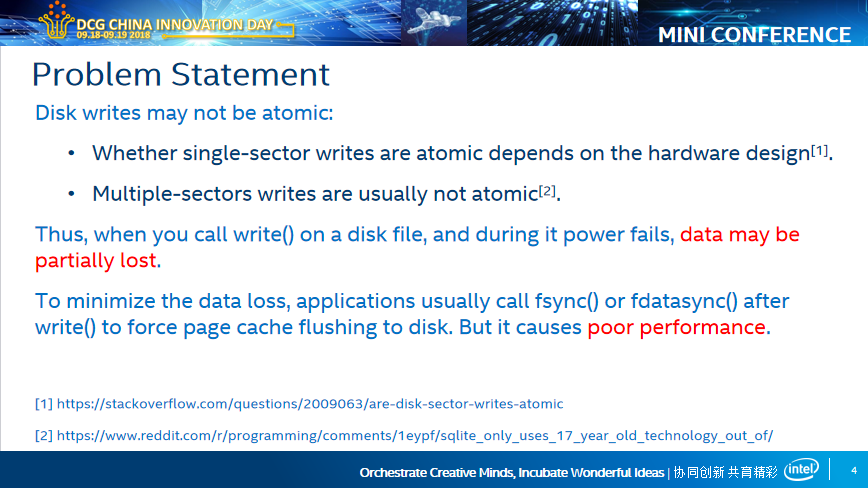 DCG CHINA INNOVATION DAY
09.18-09.19 2018
MINI CONFERENCE
Problem Statement
Disk writes may not be atomic:
• Whether single-sector writes are atomic depends on the hardware design[1].
• Multiple-sectors writes are usually not atomic[2].
Thus, when you call write() on a disk file, and during it power fails, data may be
partially lost.
To minimize the data loss, applications usually call fsync() or fdatasync() after
write() to force page cache flushing to disk. But it causes poor performance.
[1] https://stackoverflow.com/questions/2009063/are-disk-sector-writes-atomic
[2] https://www.reddit.com/r/programming/comments/1eypf/sqlite_only_uses_17_year_old_technology_out_of/
Orchestrate Creative Minds, Incubate Wonderful Ideas | 协同创新 共育精彩
intel
4